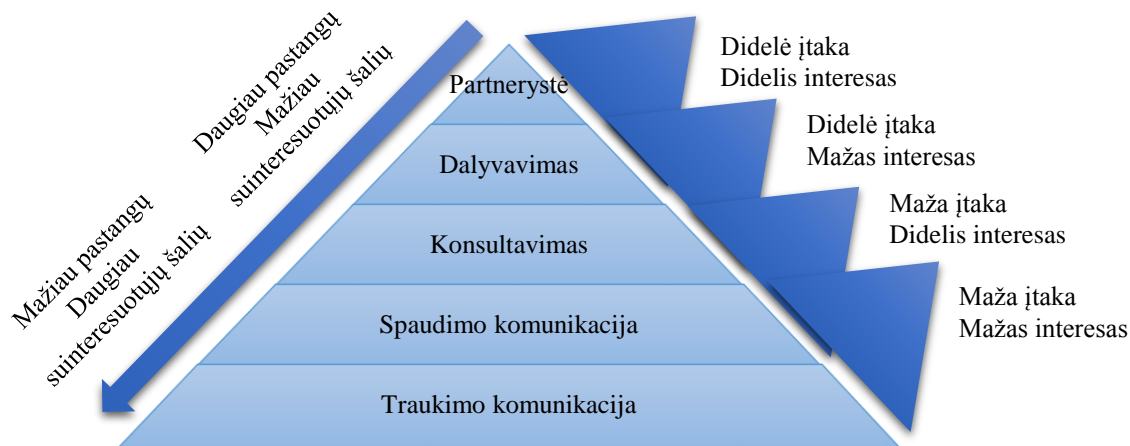 Daugiau pastangų
Mažiau
suinteresuotųjų šalių
Mažiau pastangų
Daugiau
suinteresuotųjų šalių
Partnerystė
Dalyvavimas
Konsultavimas
Spaudimo komunikacija
Traukimo komunikacija
Didelė įtaka
Didelis interesas
Didelė įtaka
Mažas interesas
Maža įtaka
Didelis interesas
Maža įtaka
Mažas interesas